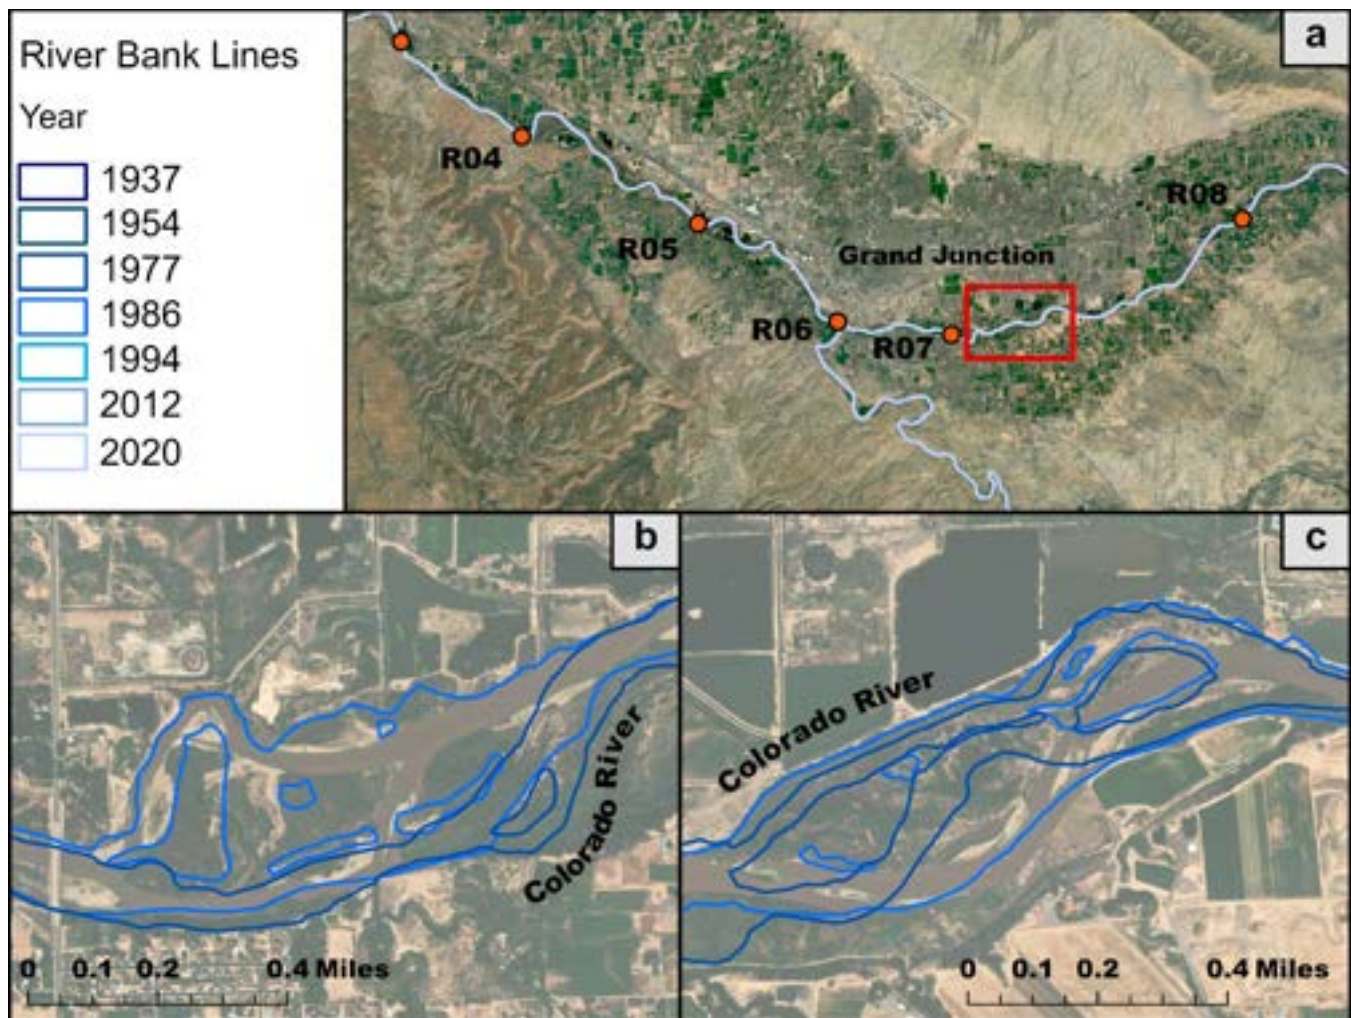 River Bank Lines
Year
1937
1954
1977
1986
1994
2012
2020
a
R04
R05
R06
R07
R08
Grand Junction
b
Colorado River
0 0.1 0.2 0.4 Miles
c
Colorado River
0 0.1 0.2 0.4 Miles